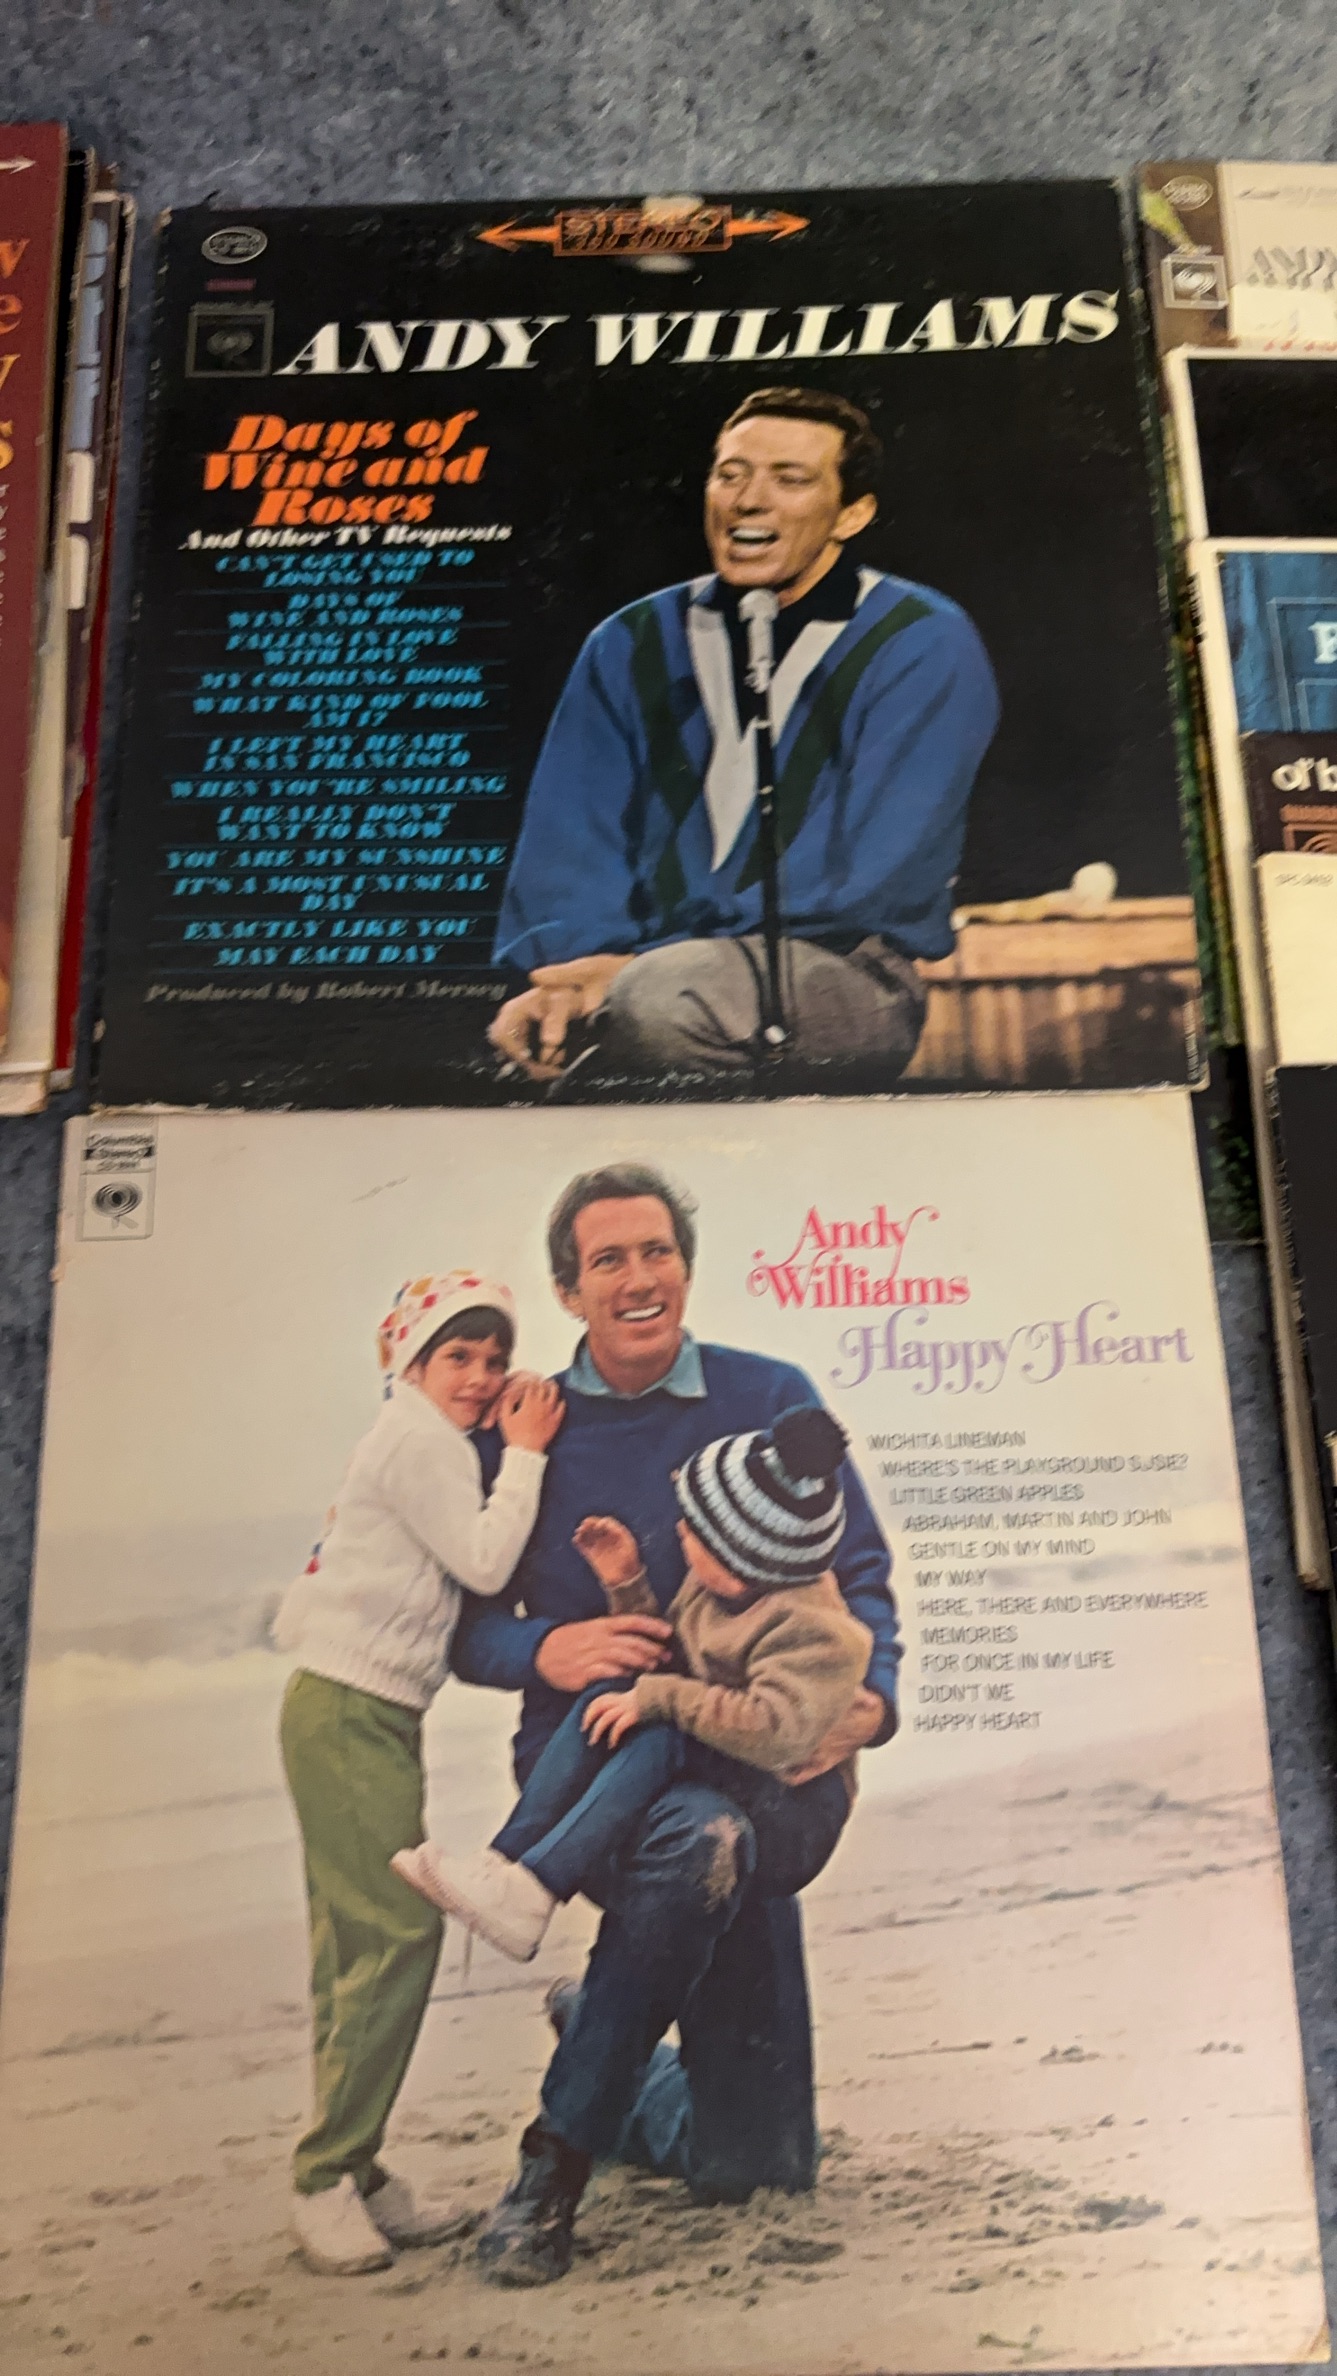 STEREO
360 SOUND
ANDY WILLIAMS
Days of
Wine and
Roses
And Other TV Requests
CAN'T GET USED TO
LOSING YOU
DAYS OF
WINE AND ROSES
FALLING IN LOVE
WITH LOVE
MY COLORING BOOK
WHAT KIND OF FOOL
AM I?
I LEFT MY HEART
IN SAN FRANCISCO
WHEN YOU'RE SMILING
I REALLY DON'T
WANT TO KNOW
YOU ARE MY SUNSHINE
IT'S A MOST UNUSUAL
DAY
EXACTLY LIKE YOU
MAY EACH DAY
Produced by Robert Mersey
Columbia
Stereo
Andy
Williams
Happy Heart
WICHITA LINEMAN
WHERE'S THE PLAYGROUND SUSIE?
LITTLE GREEN APPLES
ABRAHAM, MARTIN AND JOHN
GENTLE ON MY MIND
MY WAY
HERE, THERE AND EVERYWHERE
MEMORIES
FOR ONCE IN MY LIFE
DIDN'T WE
HAPPY HEART